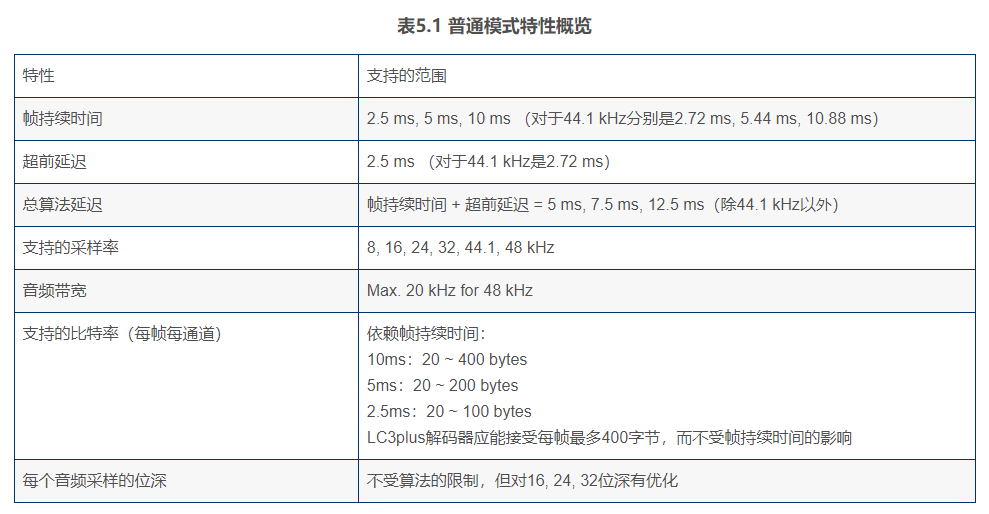 表5.1 普通模式特性概览
特性
支持的范围
帧持续时间
2.5 ms, 5 ms, 10 ms （对于44.1 kHz分别是2.72 ms, 5.44 ms, 10.88 ms）
超前延迟
2.5 ms （对于44.1 kHz是2.72 ms）
总算法延迟
帧持续时间 + 超前延迟 = 5 ms, 7.5 ms, 12.5 ms（除44.1 kHz以外）
支持的采样率
8, 16, 24, 32, 44.1, 48 kHz
音频带宽
Max. 20 kHz for 48 kHz
支持的比特率（每帧每通道）
依赖帧持续时间：
10ms：20 ~ 400 bytes
5ms：20 ~ 200 bytes
2.5ms：20 ~ 100 bytes
LC3plus解码器应能接受每帧最多400字节，而不受帧持续时间的影响
每个音频采样的位深
不受算法的限制，但对16, 24, 32位深有优化